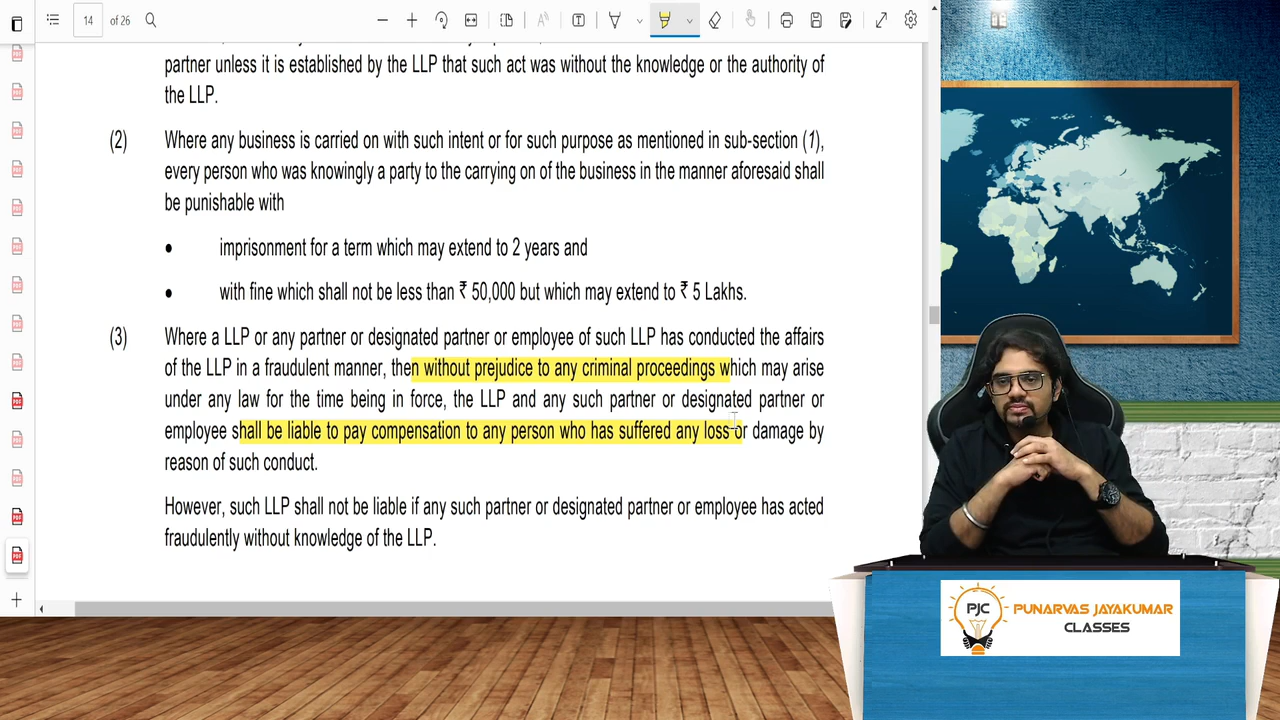 14 of 26
partner unless it is established by the LLP that such act was without the knowledge or the authority of
the LLP.
(2) Where any business is carried on with such intent or for such purpose as mentioned in sub-section (1),
every person who was knowingly a party to the carrying on of the business in the manner aforesaid shall
be punishable with
• imprisonment for a term which may extend to 2 years and
• with fine which shall not be less than ₹ 50,000 but which may extend to ₹ 5 Lakhs.
(3) Where a LLP or any partner or designated partner or employee of such LLP has conducted the affairs
of the LLP in a fraudulent manner, then without prejudice to any criminal proceedings which may arise
under any law for the time being in force, the LLP and any such partner or designated partner or
employee shall be liable to pay compensation to any person who has suffered any loss or damage by
reason of such conduct.
However, such LLP shall not be liable if any such partner or designated partner or employee has acted
fraudulently without knowledge of the LLP.
PJC
PUNARVAS JAYAKUMAR
CLASSES